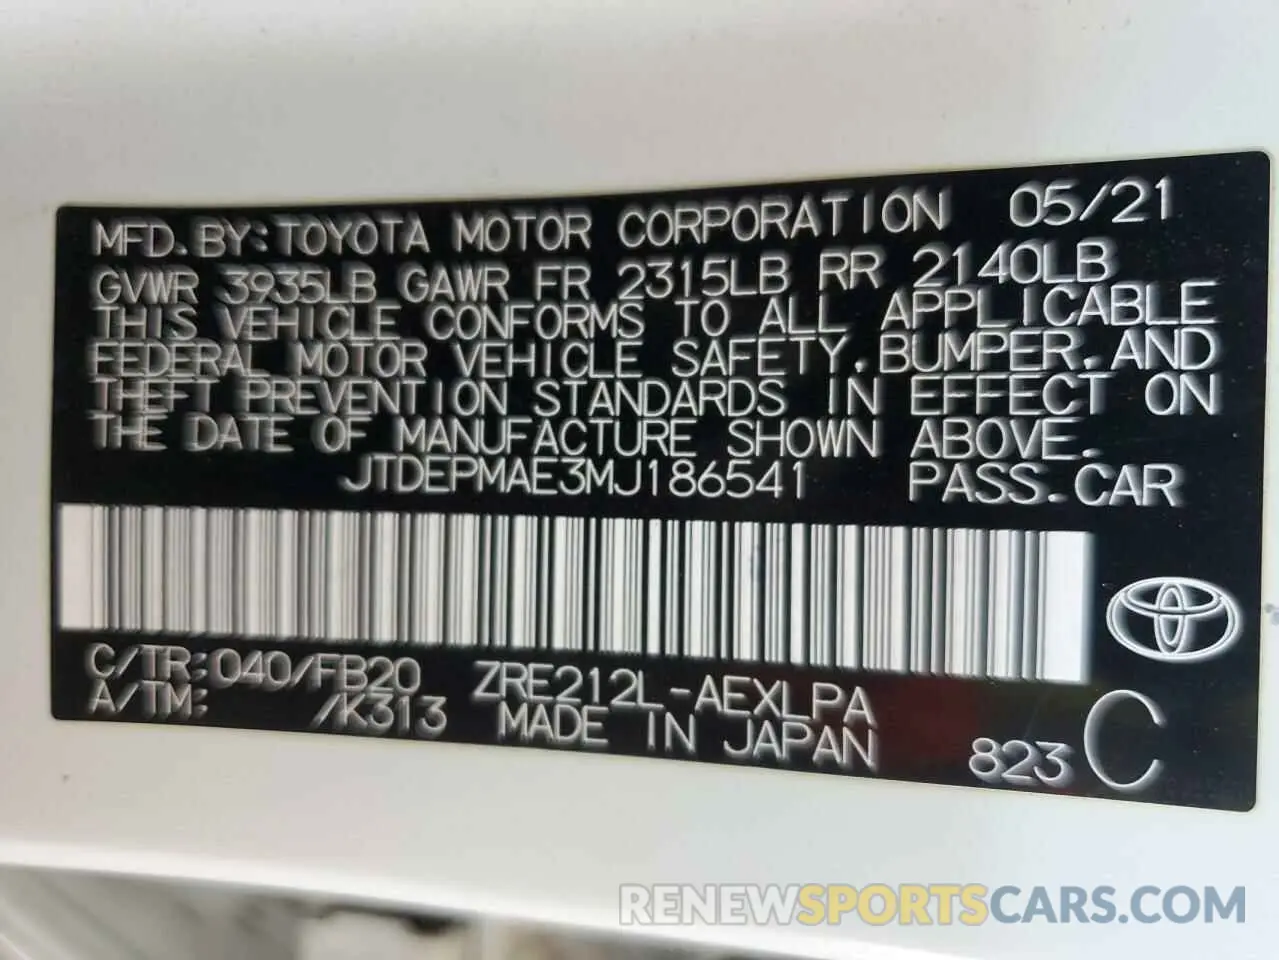 MFD. BY: TOYOTA MOTOR CORPORATION 05/21
GVWR 3935LB GAWR FR 2315LB RR 2140LB
THIS VEHICLE CONFORMS TO ALL APPLICABLE
FEDERAL MOTOR VEHICLE SAFETY, BUMPER, AND
THEFT PREVENTION STANDARDS IN EFFECT ON
THE DATE OF MANUFACTURE SHOWN ABOVE.
JTDEPMAE3MJ186541 PASS. CAR
C/TR: 040/FB20 ZRE212L-AEXLPA
A/TM: /K313 MADE IN JAPAN 823 C
RENEWSPORTSCARS.COM